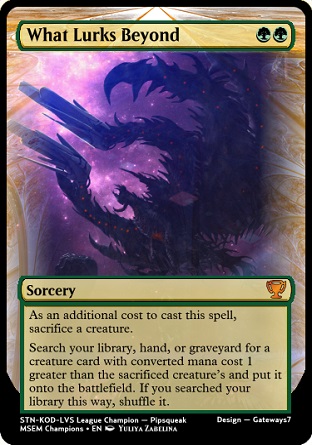 What Lurks Beyond
Sorcery
As an additional cost to cast this spell,
sacrifice a creature.
Search your library, hand, or graveyard for a
creature card with converted mana cost 1
greater than the sacrificed creature's and put it
onto the battlefield. If you searched your
library this way, shuffle it.
STN-KOD-LVS League Champion — Pipsqueak
Design — Gateways7
MSEM Champions • EN Yuliya Zabelina